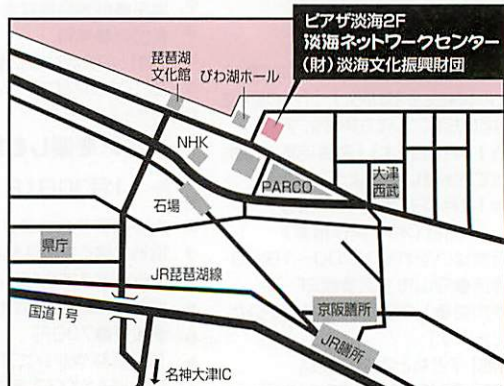 ピアザ淡海2F
淡海ネットワークセンター
(財)淡海文化振興財団
琵琶湖
文化館
びわ湖ホール
NHK
PARCO
大津
西武
石場
県庁
JR琵琶湖線
国道1号
京阪膳所
JR膳所
名神大津IC